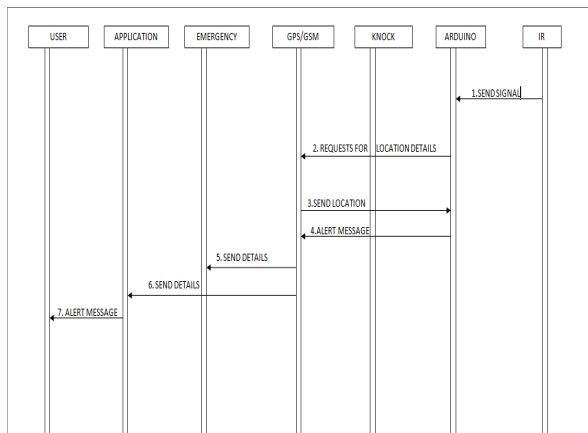 USER APPLICATION EMERGENCY GPS/GSM KNOCK ARDUINO IR
1.SEND SIGNAL
2. REQUESTS FOR LOCATION DETAILS
3.SEND LOCATION
4.ALERT MESSAGE
5. SEND DETAILS
6. SEND DETAILS
7. ALERT MESSAGE